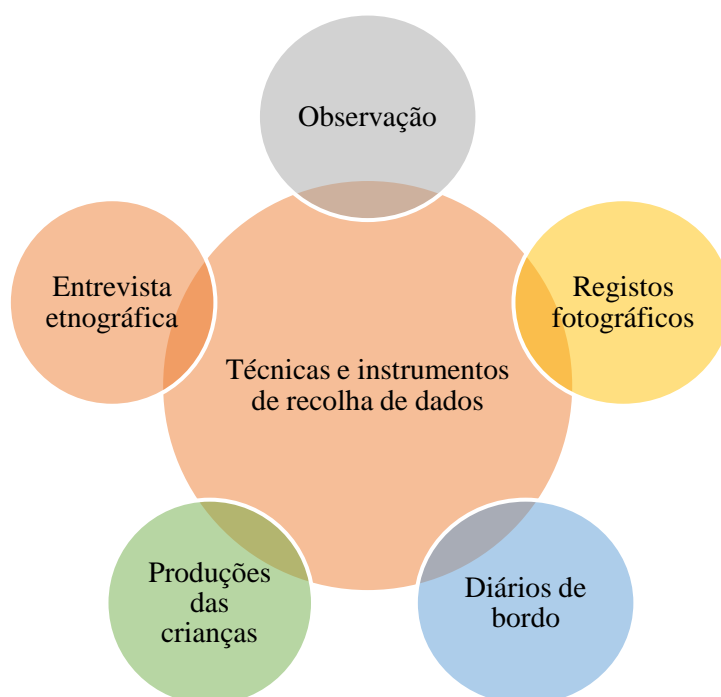 Observação
Entrevista
etnográfica
Registos
fotográficos
Técnicas e instrumentos
de recolha de dados
Produções
das
crianças
Diários de
bordo